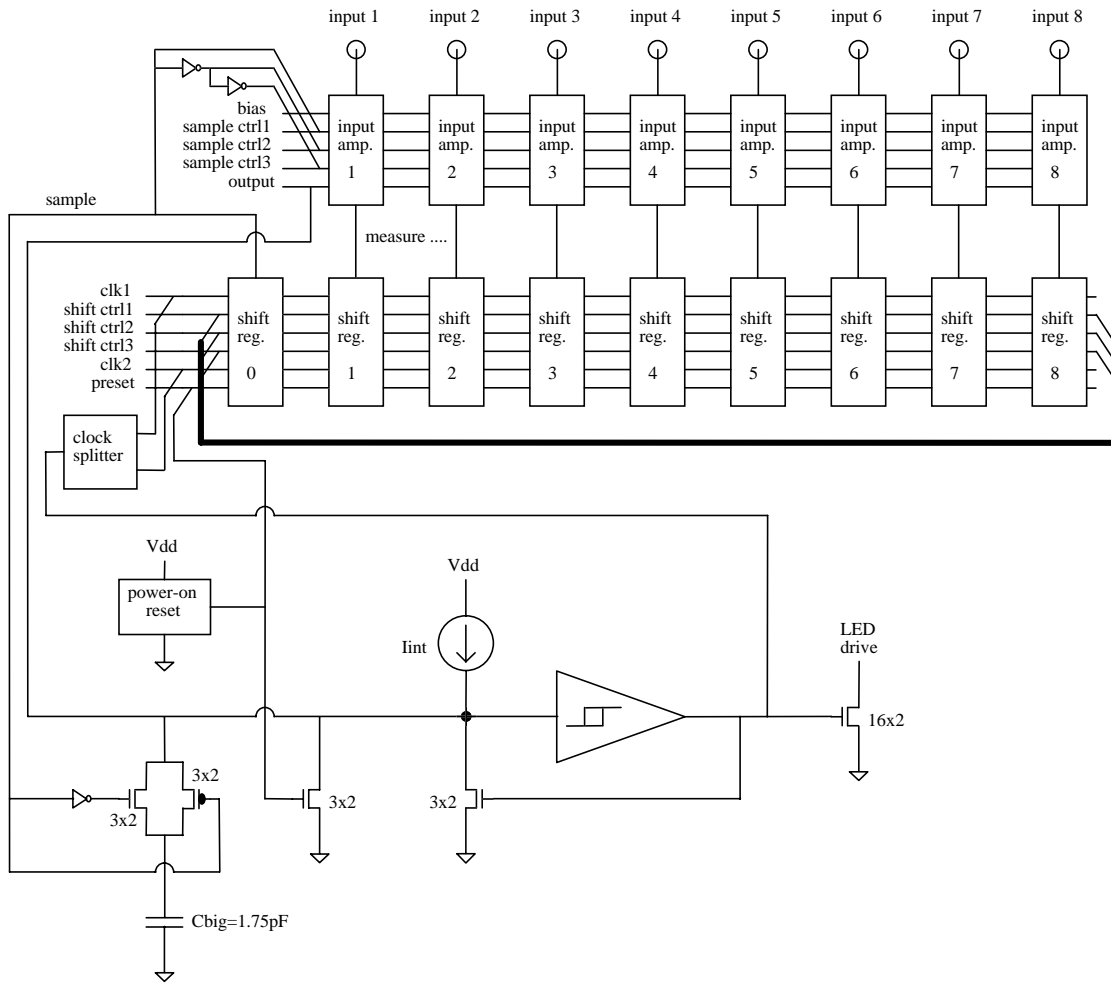 input 1 input 2 input 3 input 4 input 5 input 6 input 7 input 8
bias
sample ctrl1
sample ctrl2
sample ctrl3
output
input amp. 1
input amp. 2
input amp. 3
input amp. 4
input amp. 5
input amp. 6
input amp. 7
input amp. 8
sample
measure ....
clk1
shift ctrl1
shift ctrl2
shift ctrl3
clk2
preset
shift reg. 0
shift reg. 1
shift reg. 2
shift reg. 3
shift reg. 4
shift reg. 5
shift reg. 6
shift reg. 7
shift reg. 8
clock
splitter
Vdd
power-on
reset
Vdd
Iint
LED
drive
16x2
3x2
3x2
3x2
3x2
Cbig=1.75pF